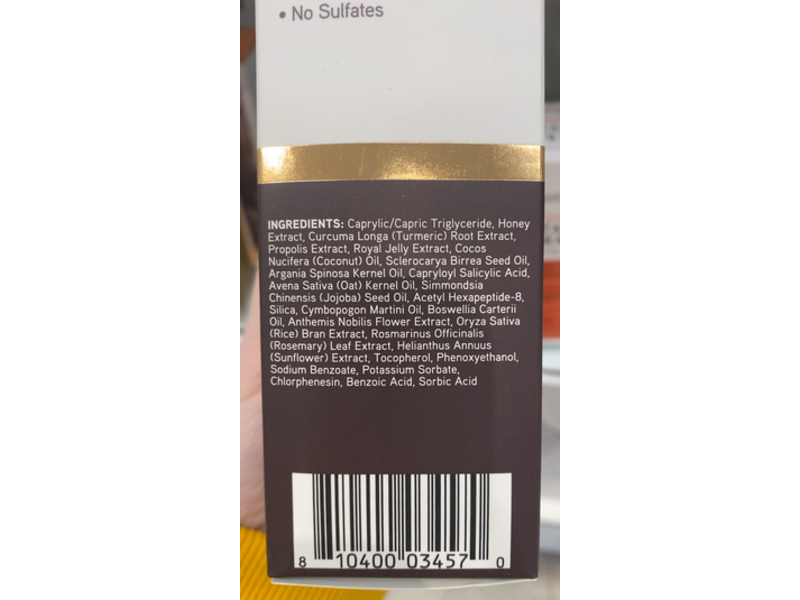 • No Sulfates
INGREDIENTS: Caprylic/Capric Triglyceride, Honey
Extract, Curcuma Longa (Turmeric) Root Extract,
Propolis Extract, Royal Jelly Extract, Cocos
Nucifera (Coconut) Oil, Sclerocarya Birrea Seed Oil,
Argania Spinosa Kernel Oil, Capryloyl Salicylic Acid,
Avena Sativa (Oat) Kernel Oil, Simmondsia
Chinensis (Jojoba) Seed Oil, Acetyl Hexapeptide-8,
Silica, Cymbopogon Martini Oil, Boswellia Carterii
Oil, Anthemis Nobilis Flower Extract, Oryza Sativa
(Rice) Bran Extract, Rosmarinus Officinalis
(Rosemary) Leaf Extract, Helianthus Annuus
(Sunflower) Extract, Tocopherol, Phenoxyethanol,
Sodium Benzoate, Potassium Sorbate,
Chlorphenesin, Benzoic Acid, Sorbic Acid
8 10400 03457 0